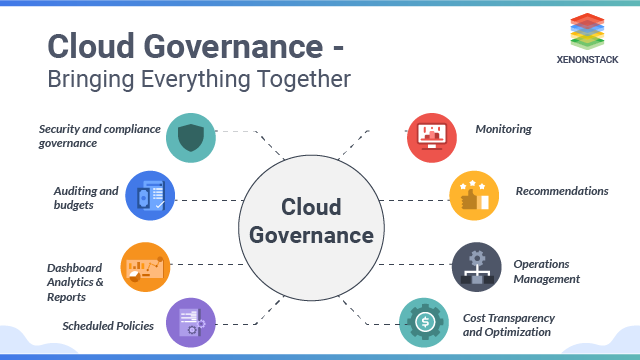 Cloud Governance -
Bringing Everything Together
XENONSTACK
Security and compliance
governance
Auditing and
budgets
Dashboard
Analytics &
Reports
Scheduled Policies
Cloud
Governance
Monitoring
Recommendations
Operations
Management
Cost Transparency
and Optimization
$